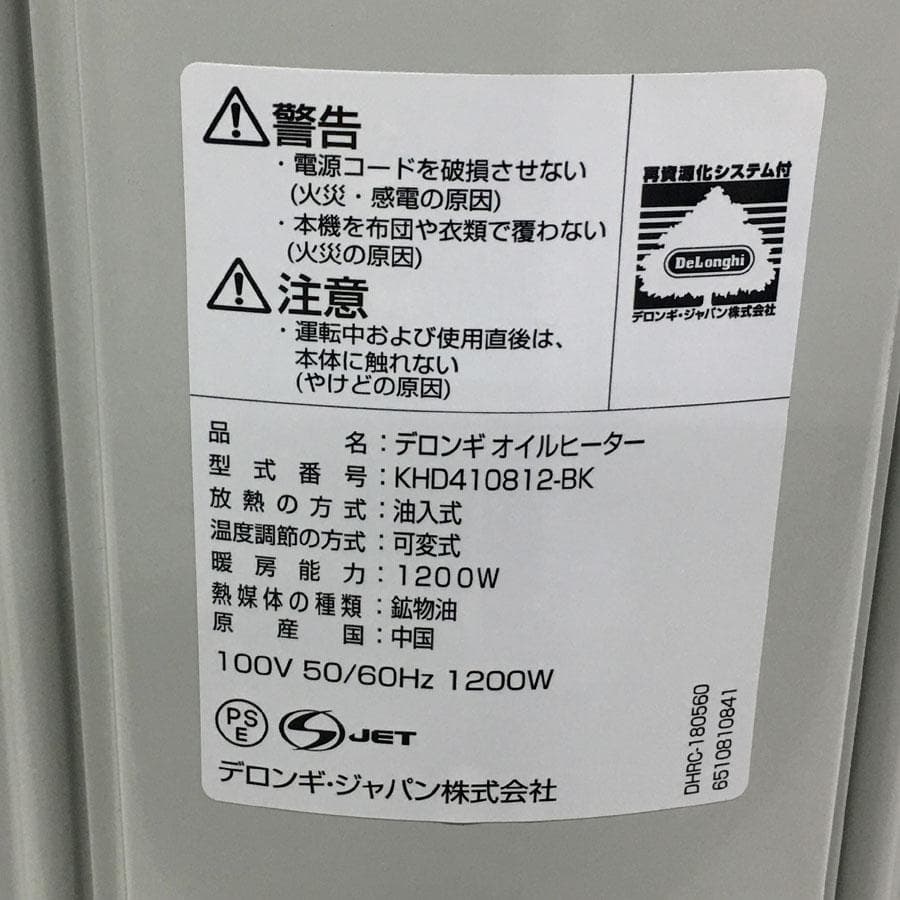 警告
・電源コードを破損させない
(火災・感電の原因)
・本機を布団や衣類で覆わない
(火災の原因)
注意
・運転中および使用直後は、
本体に触れない
(やけどの原因)
再資源化システム付
DeLonghi
デロンギ・ジャパン株式会社
品名：デロンギ オイルヒーター
型式番号：KHD410812-BK
放熱の方式：油入式
温度調節の方式：可変式
暖房能力：1200W
熱媒体の種類：鉱物油
原産国：中国
100V 50/60Hz 1200W
PS
E
JET
デロンギ・ジャパン株式会社
DHRC-180560
6510810841